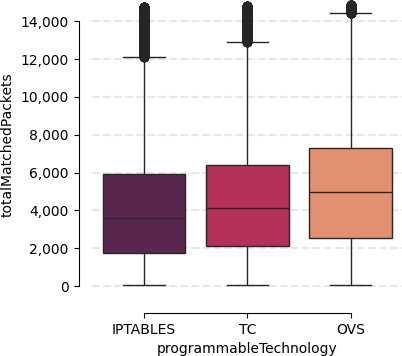 totalMatchedPackets
14,000
12,000
10,000
8,000
6,000
4,000
2,000
0
IPTABLES TC OVS
programmableTechnology